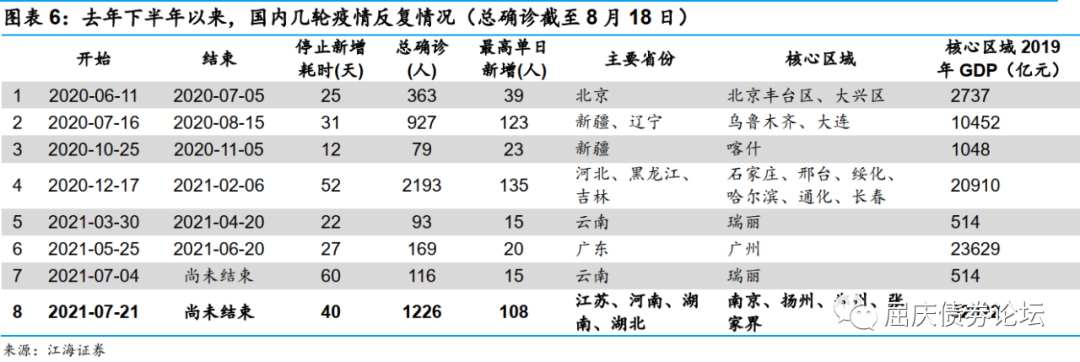 图表 6：去年下半年以来，国内几轮疫情反复情况（总确诊截至 8 月 18 日）
开始 结束 停止新增耗时(天) 总确诊(人) 最高单日新增(人) 主要省份 核心区域 核心区域 2019 年 GDP（亿元）
1 2020-06-11 2020-07-05 25 363 39 北京 北京丰台区、大兴区 2737
2 2020-07-16 2020-08-15 31 927 123 新疆、辽宁 乌鲁木齐、大连 10452
3 2020-10-25 2020-11-05 12 79 23 新疆 喀什 1048
4 2020-12-17 2021-02-06 52 2193 135 河北、黑龙江、吉林 石家庄、邢台、绥化、哈尔滨、通化、长春 20910
5 2021-03-30 2021-04-20 22 93 15 云南 瑞丽 514
6 2021-05-25 2021-06-20 27 169 20 广东 广州 23629
7 2021-07-04 尚未结束 60 116 15 云南 瑞丽 514
8 2021-07-21 尚未结束 40 1226 108 江苏、河南、湖南、湖北 南京、扬州、州、张家界
屈庆债券论坛
来源：江海证券